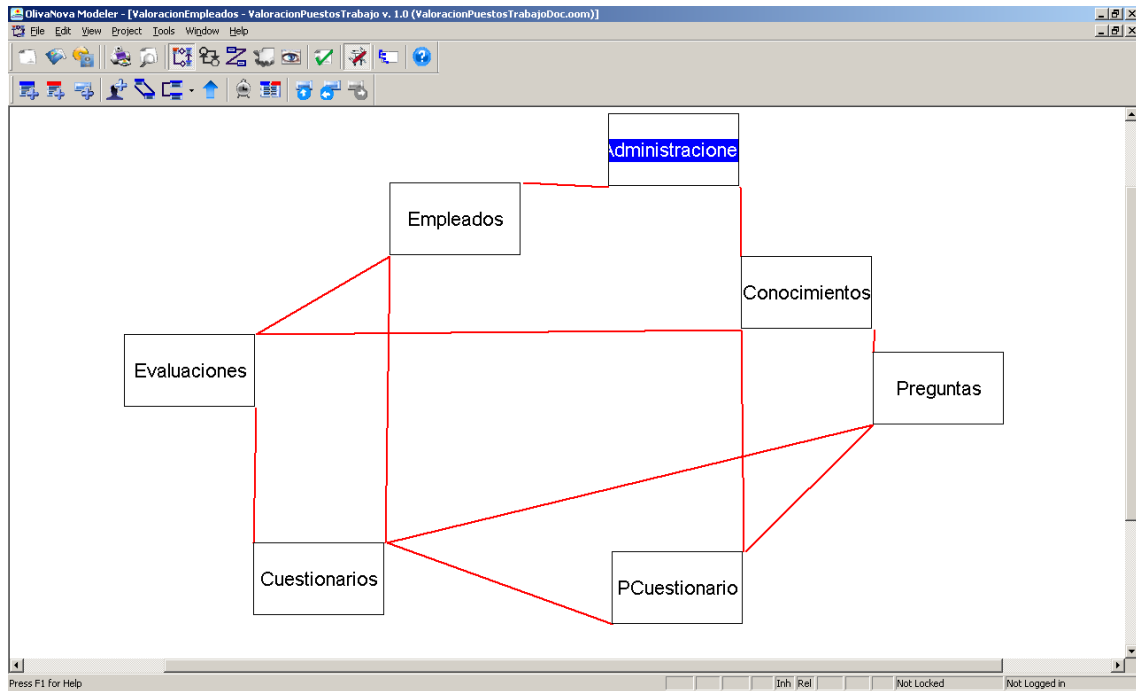 OlivaNova Modeler - [ValoracionEmpleados - ValoracionPuestosTrabajo v. 1.0 (ValoracionPuestosTrabajoDoc.oom)]
File Edit View Project Tools Window Help
Administracione
Empleados
Conocimientos
Evaluaciones
Preguntas
Cuestionarios
PCuestionario
Press F1 for Help
Inh Rel
Not Locked
Not Logged in